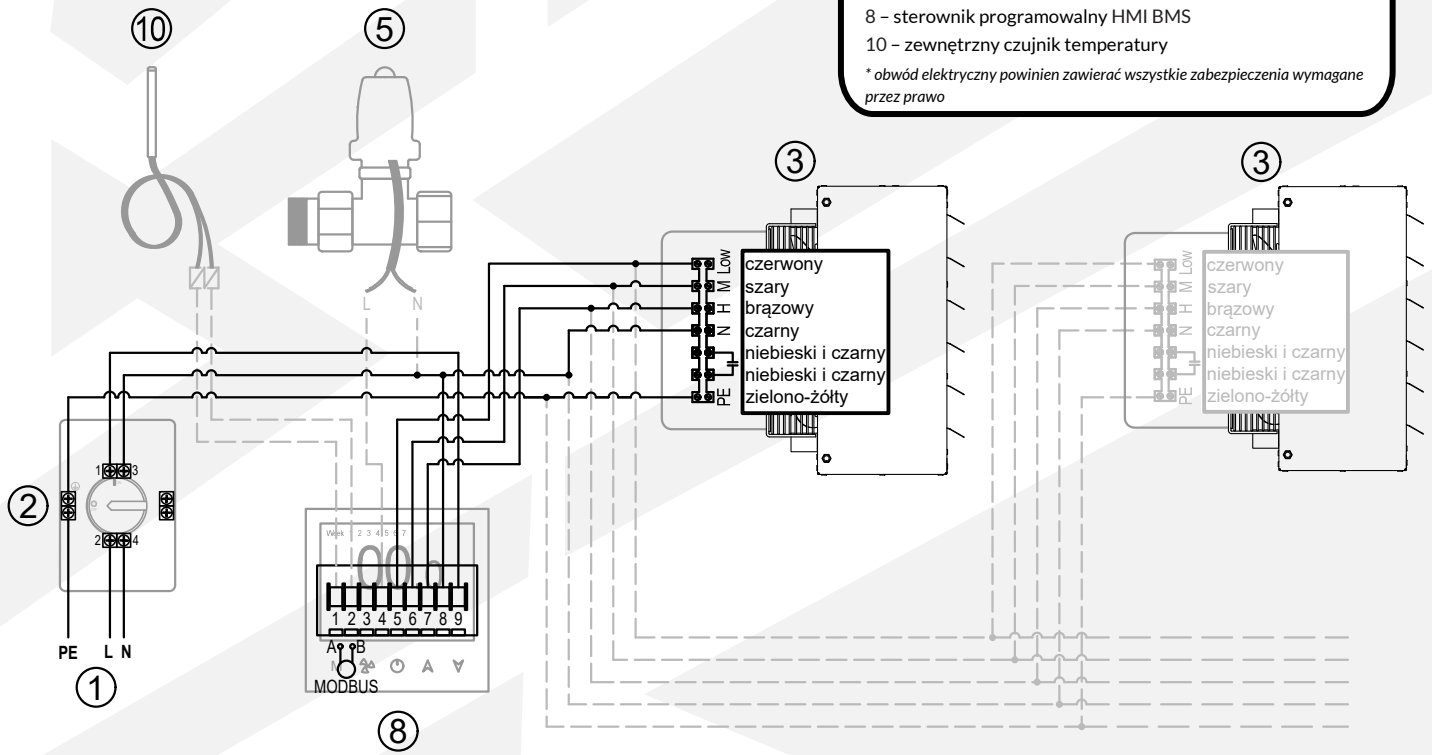 8 – sterownik programowalny HMI BMS
10 – zewnętrzny czujnik temperatury
* obwód elektryczny powinien zawierać wszystkie zabezpieczenia wymagane
przez prawo
10
5
3
3
L N
Low czerwony
M szary
H brązowy
N czarny
niebieski i czarny
niebieski i czarny
PE zielono-żółty
Low czerwony
M szary
H brązowy
N czarny
niebieski i czarny
niebieski i czarny
PE zielono-żółty
1 3
2
2 4
PE L N
1
Week 1 2 3 4 5 6 7
00
1 2 3 4 5 6 7 8 9
A B
M
MODBUS
8